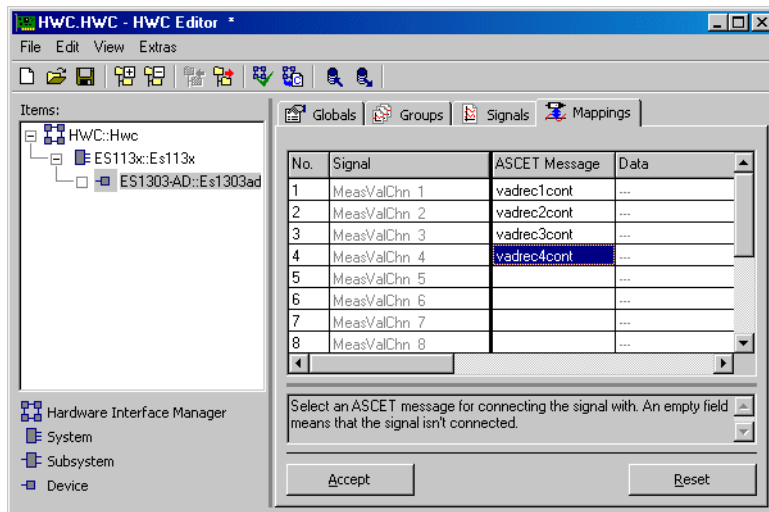 HWC.HWC - HWC Editor *
File Edit View Extras
Items:
HWC::Hwc
ES113x::Es113x
ES1303-AD::Es1303ad
Hardware Interface Manager
System
Subsystem
Device
Globals Groups Signals Mappings
No. Signal ASCET Message Data
1 MeasValChn 1 vadrec1cont ---
2 MeasValChn 2 vadrec2cont ---
3 MeasValChn 3 vadrec3cont ---
4 MeasValChn 4 vadrec4cont ---
5 MeasValChn 5 ---
6 MeasValChn 6 ---
7 MeasValChn 7 ---
8 MeasValChn 8 ---
Select an ASCET message for connecting the signal with. An empty field
means that the signal isn't connected.
Accept Reset